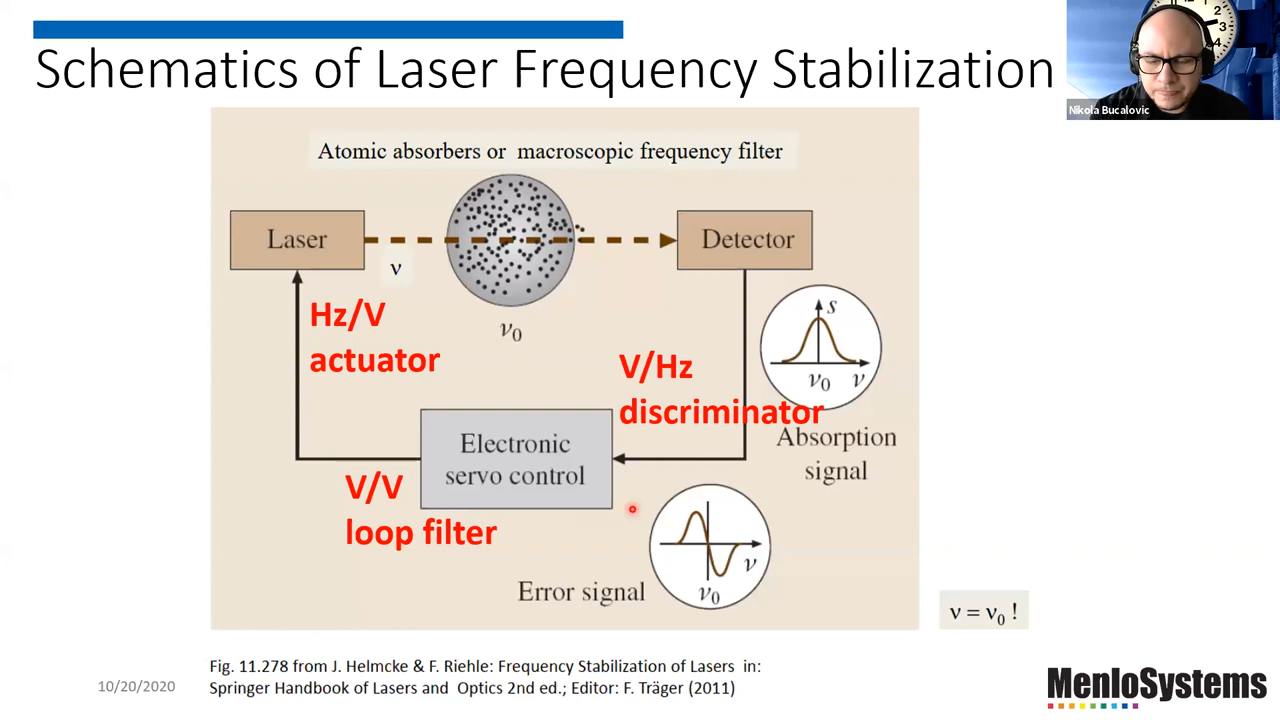 Schematics of Laser Frequency Stabilization
2
3
4
Nikola Bucalovic
Atomic absorbers or macroscopic frequency filter
Laser
Detector
ν
ν0
Hz/V
actuator
S
ν0 ν
V/Hz
discriminator
Absorption
signal
Electronic
servo control
V/V
loop filter
ν
ν0
Error signal
ν = ν0 !
Fig. 11.278 from J. Helmcke & F. Riehle: Frequency Stabilization of Lasers in:
Springer Handbook of Lasers and Optics 2nd ed.; Editor: F. Träger (2011)
10/20/2020
MenloSystems